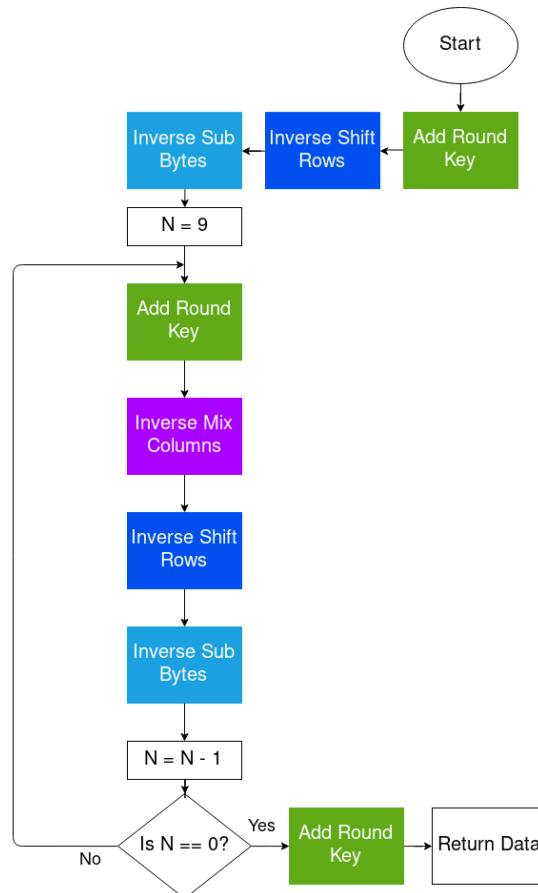 Start
Add Round
Key
Inverse Shift
Rows
Inverse Sub
Bytes
N = 9
Add Round
Key
Inverse Mix
Columns
Inverse Shift
Rows
Inverse Sub
Bytes
N = N - 1
Is N == 0?
No
Yes
Add Round
Key
Return Data